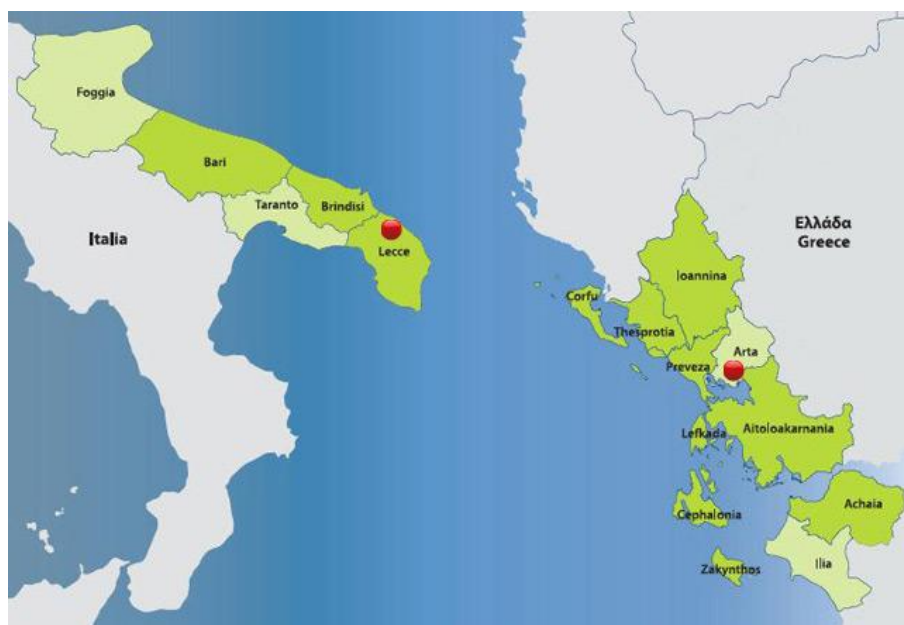 Foggia
Bari
Taranto
Brindisi
Lecce
Italia
Ελλάδα
Greece
Ioannina
Corfu
Thesprotia
Arta
Preveza
Lefkada
Aitoloakarnania
Cephalonia
Achaia
Zakynthos
Ilia